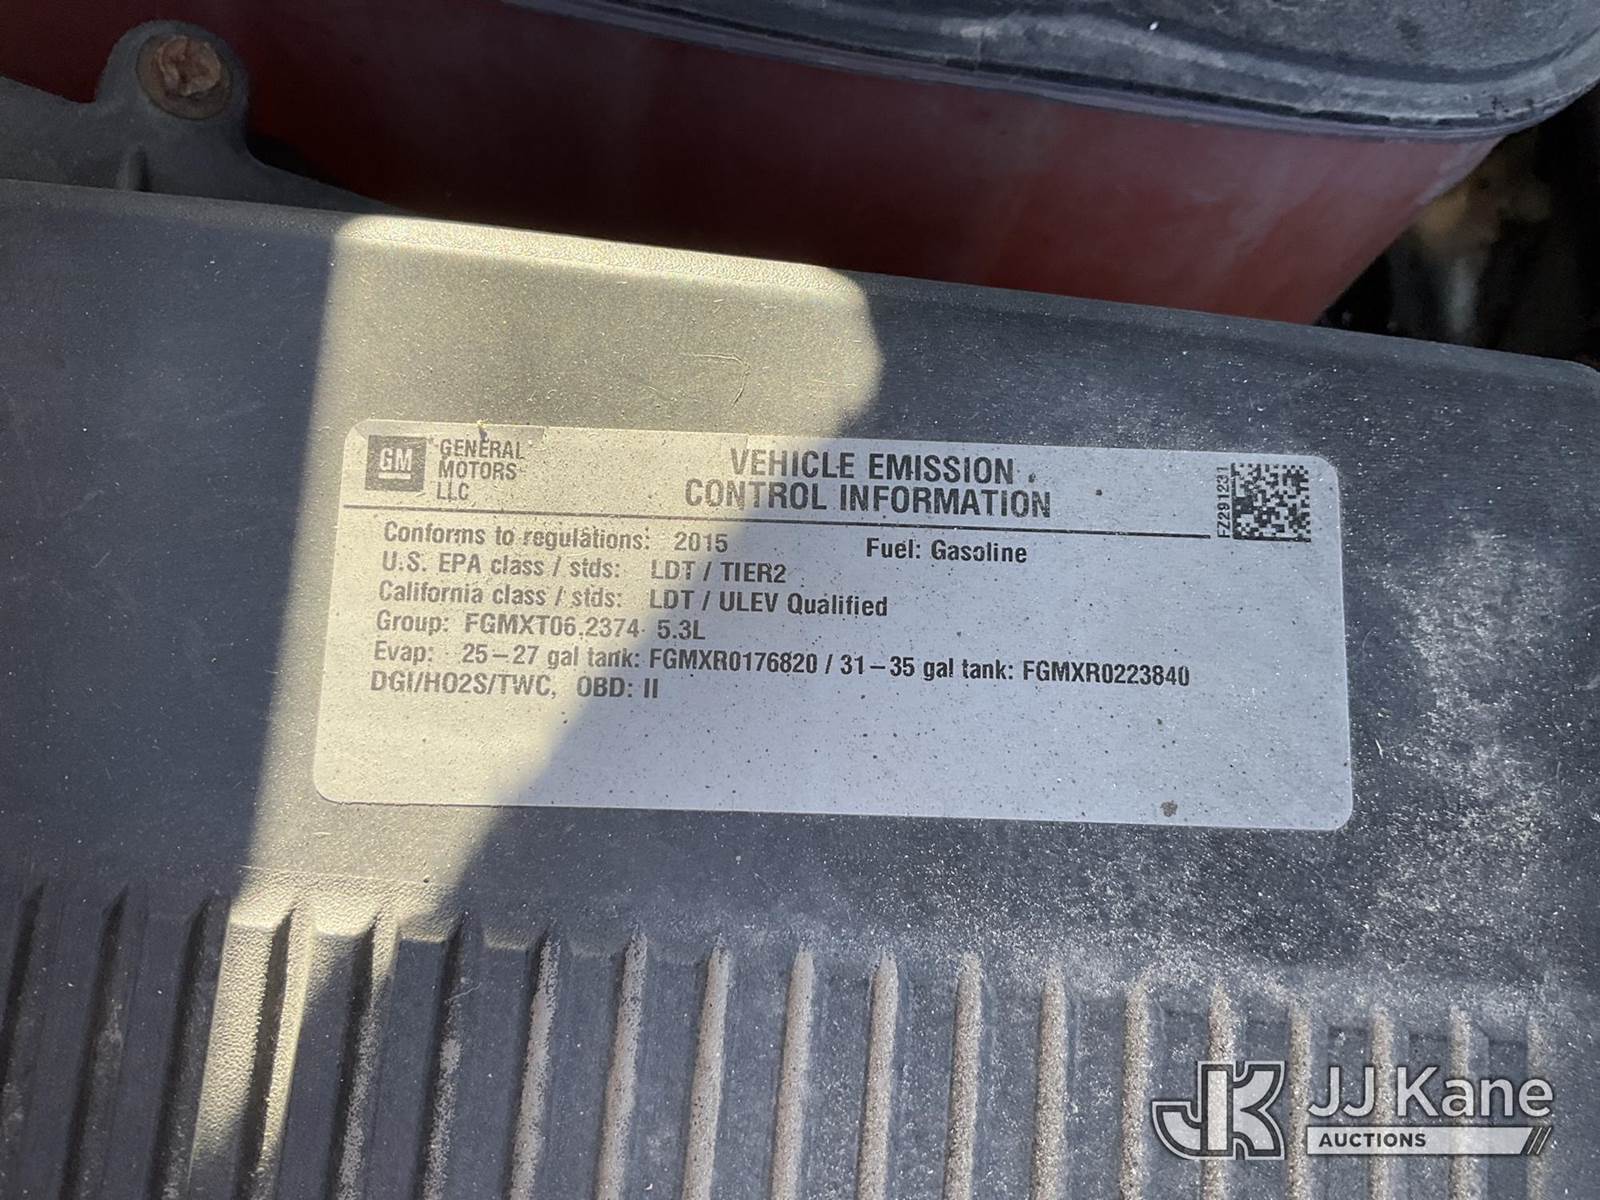 GM
GENERAL
MOTORS
LLC
VEHICLE EMISSION
CONTROL INFORMATION
FZ291231
Conforms to regulations: 2015 Fuel: Gasoline
U.S. EPA class / stds: LDT / TIER2
California class / stds: LDT / ULEV Qualified
Group: FGMXT06.2374 5.3L
Evap: 25-27 gal tank: FGMXR0176820 / 31-35 gal tank: FGMXR0223840
DGI/HO2S/TWC, OBD: II
JK JJ Kane
AUCTIONS